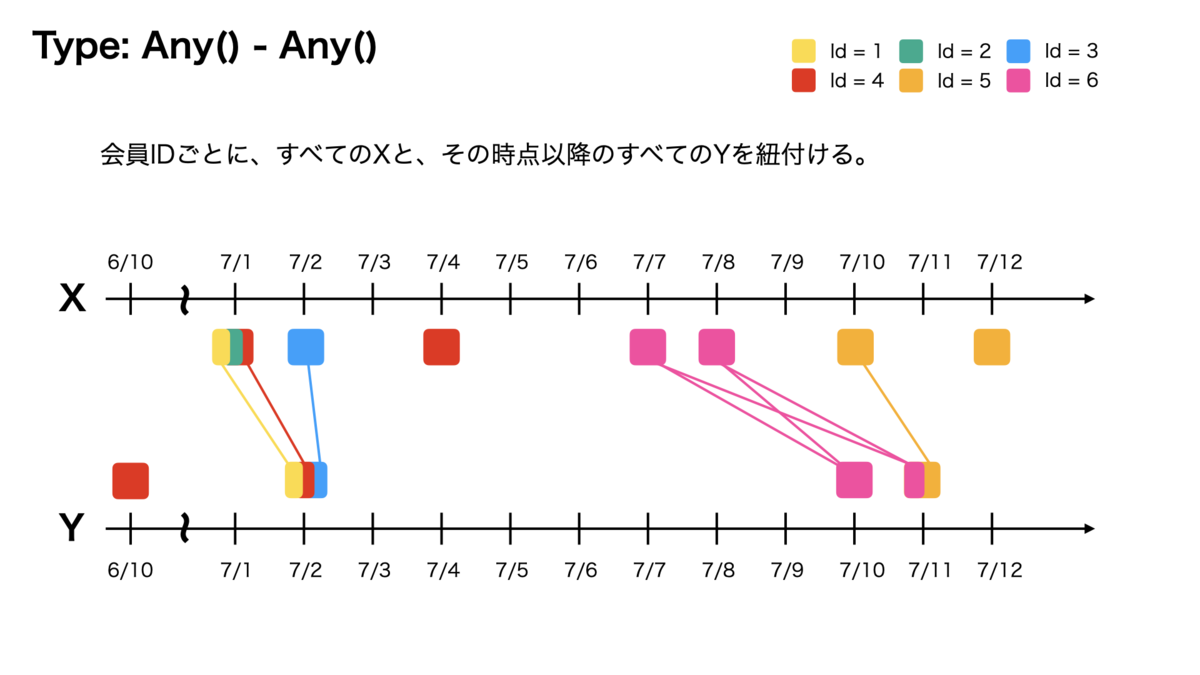 Type: Any() - Any()
Id = 1 Id = 2 Id = 3
Id = 4 Id = 5 Id = 6
会員IDごとに、すべてのXと、その時点以降のすべてのYを紐付ける。
6/10 7/1 7/2 7/3 7/4 7/5 7/6 7/7 7/8 7/9 7/10 7/11 7/12
X
Y
6/10 7/1 7/2 7/3 7/4 7/5 7/6 7/7 7/8 7/9 7/10 7/11 7/12